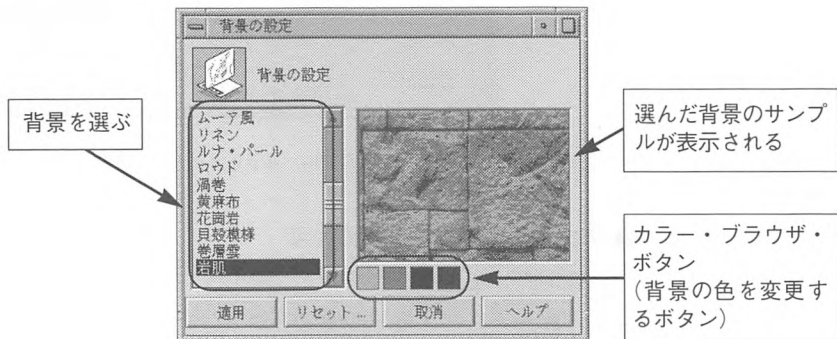 背景の設定
背景の設定
背景を選ぶ
ムーア風
リネン
ルナ・パール
ロウド
渦巻
黄麻布
花崗岩
貝殻模様
巻層雲
岩肌
選んだ背景のサンプ
ルが表示される
カラー・ブラウザ・
ボタン
(背景の色を変更す
るボタン)
適用
リセット...
取消
ヘルプ